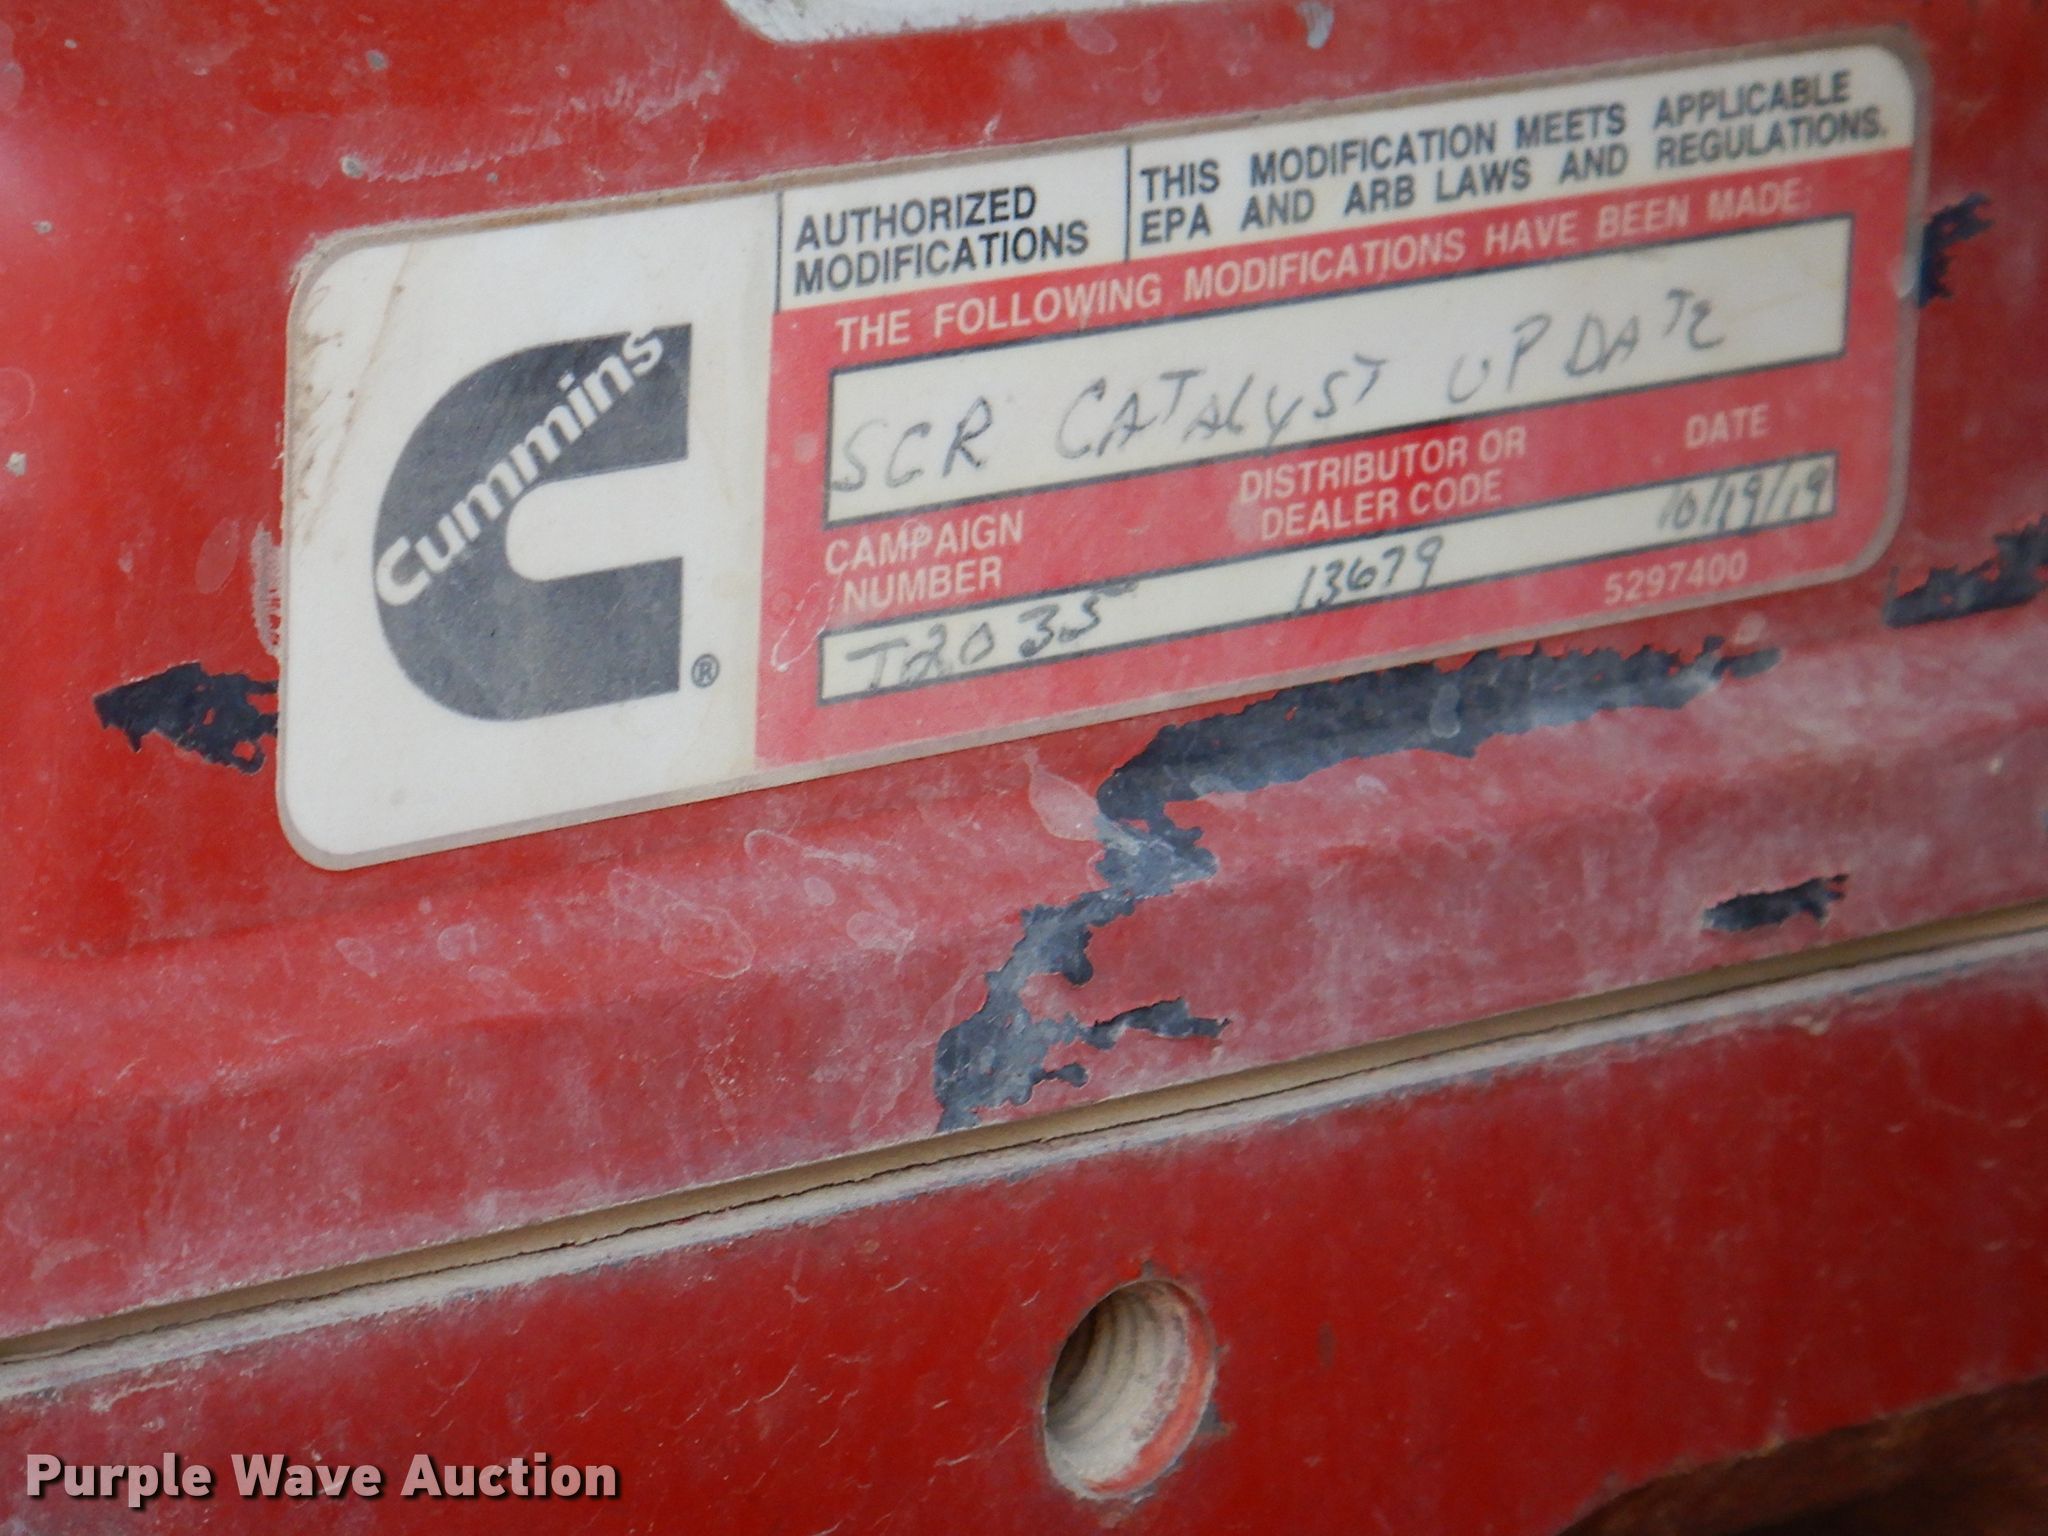 Cummins
®
AUTHORIZED
MODIFICATIONS
THIS MODIFICATION MEETS APPLICABLE
EPA AND ARB LAWS AND REGULATIONS.
THE FOLLOWING MODIFICATIONS HAVE BEEN MADE:
SCR CATALYST UPDATE
CAMPAIGN
NUMBER
DISTRIBUTOR OR
DEALER CODE
DATE
T2035
13679
10/19/19
5297400
Purple Wave Auction